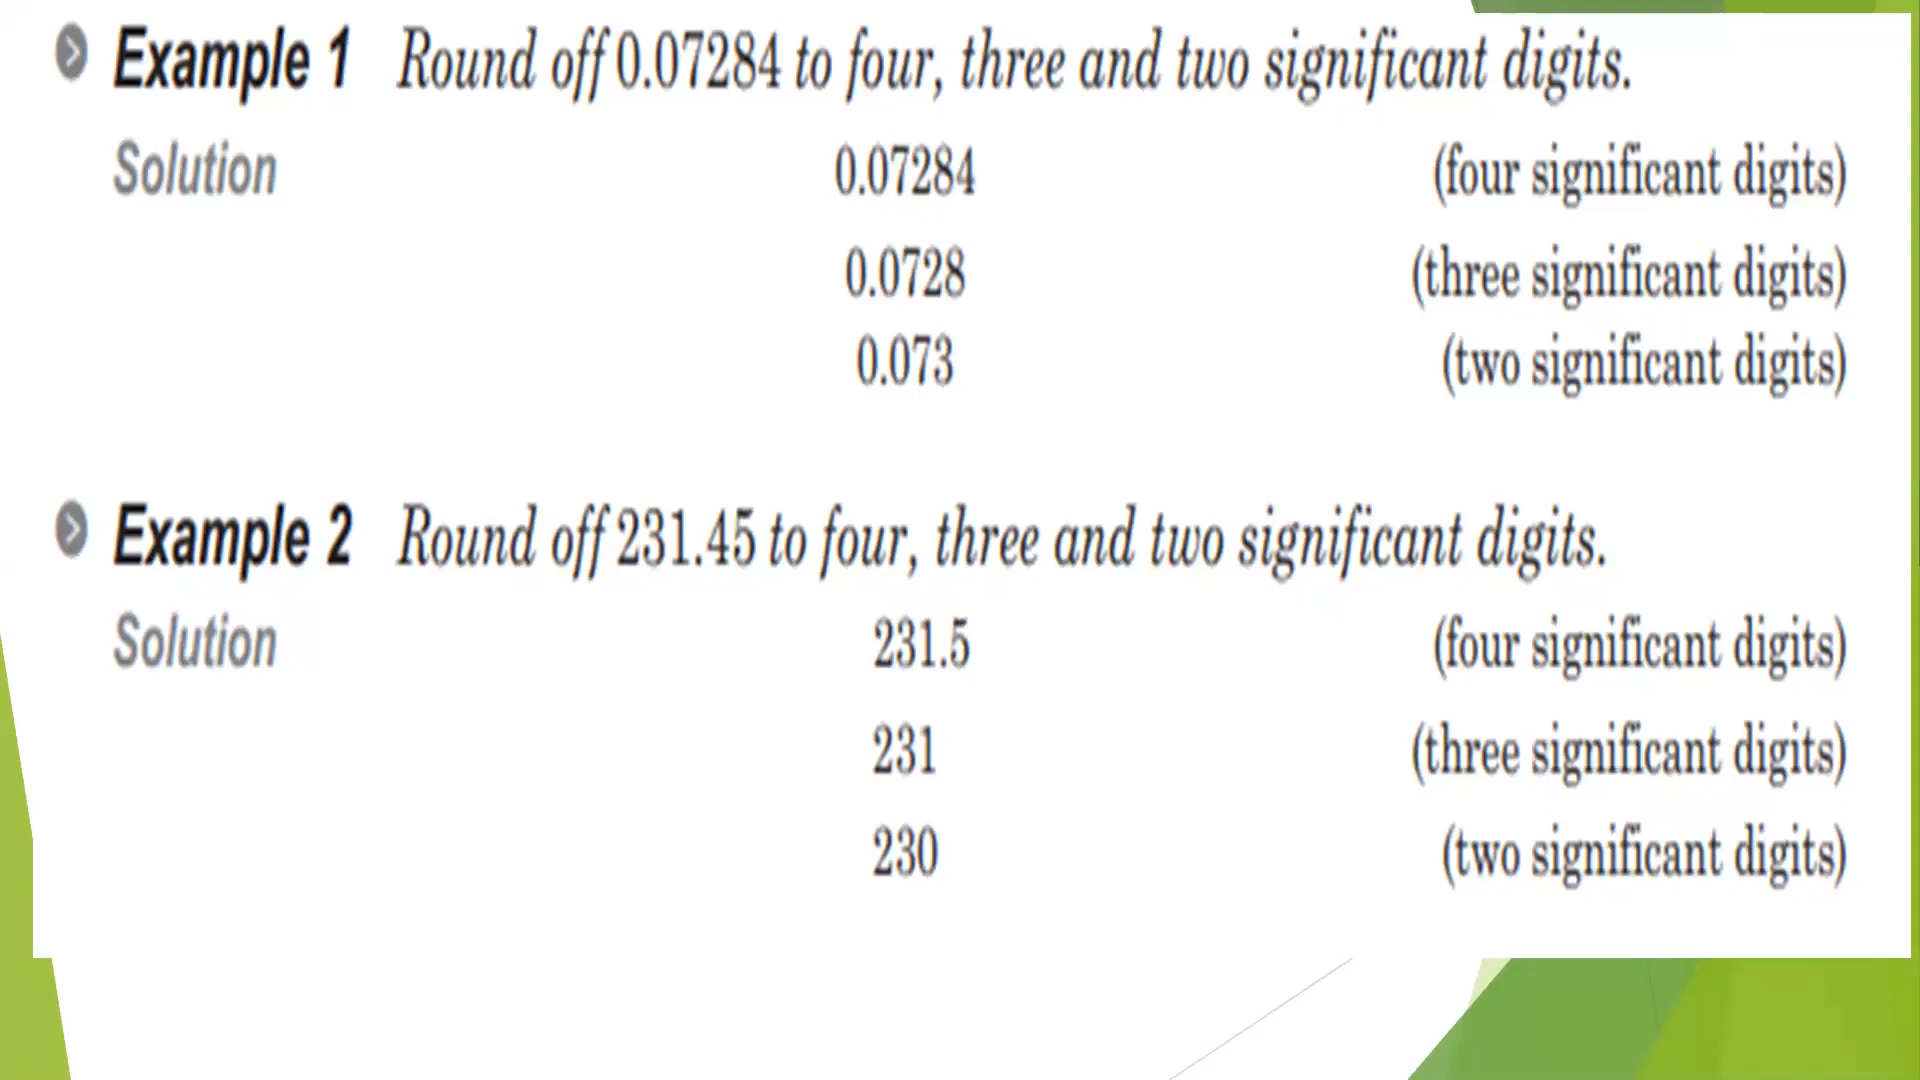 Example 1 Round off 0.07284 to four, three and two significant digits.
Solution 0.07284 (four significant digits)
0.0728 (three significant digits)
0.073 (two significant digits)
Example 2 Round off 231.45 to four, three and two significant digits.
Solution 231.5 (four significant digits)
231 (three significant digits)
230 (two significant digits)